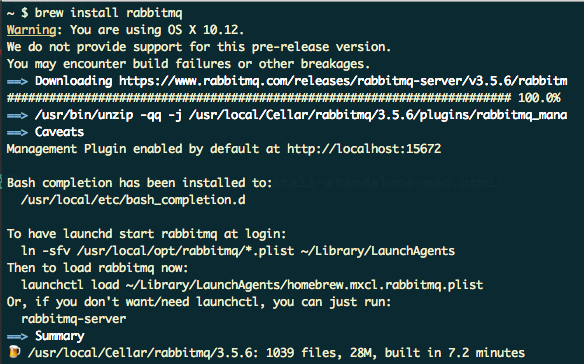 ~ $ brew install rabbitmq
Warning: You are using OS X 10.12.
We do not provide support for this pre-release version.
You may encounter build failures or other breakages.
==> Downloading https://www.rabbitmq.com/releases/rabbitmq-server/v3.5.6/rabbitm
######################################################################## 100.0%
==> /usr/bin/unzip -qq -j /usr/local/Cellar/rabbitmq/3.5.6/plugins/rabbitmq_mana
==> Caveats
Management Plugin enabled by default at http://localhost:15672
Bash completion has been installed to:
/usr/local/etc/bash_completion.d
To have launchd start rabbitmq at login:
ln -sfv /usr/local/opt/rabbitmq/*.plist ~/Library/LaunchAgents
Then to load rabbitmq now:
launchctl load ~/Library/LaunchAgents/homebrew.mxcl.rabbitmq.plist
Or, if you don't want/need launchctl, you can just run:
rabbitmq-server
==> Summary
🍺 /usr/local/Cellar/rabbitmq/3.5.6: 1039 files, 28M, built in 7.2 minutes